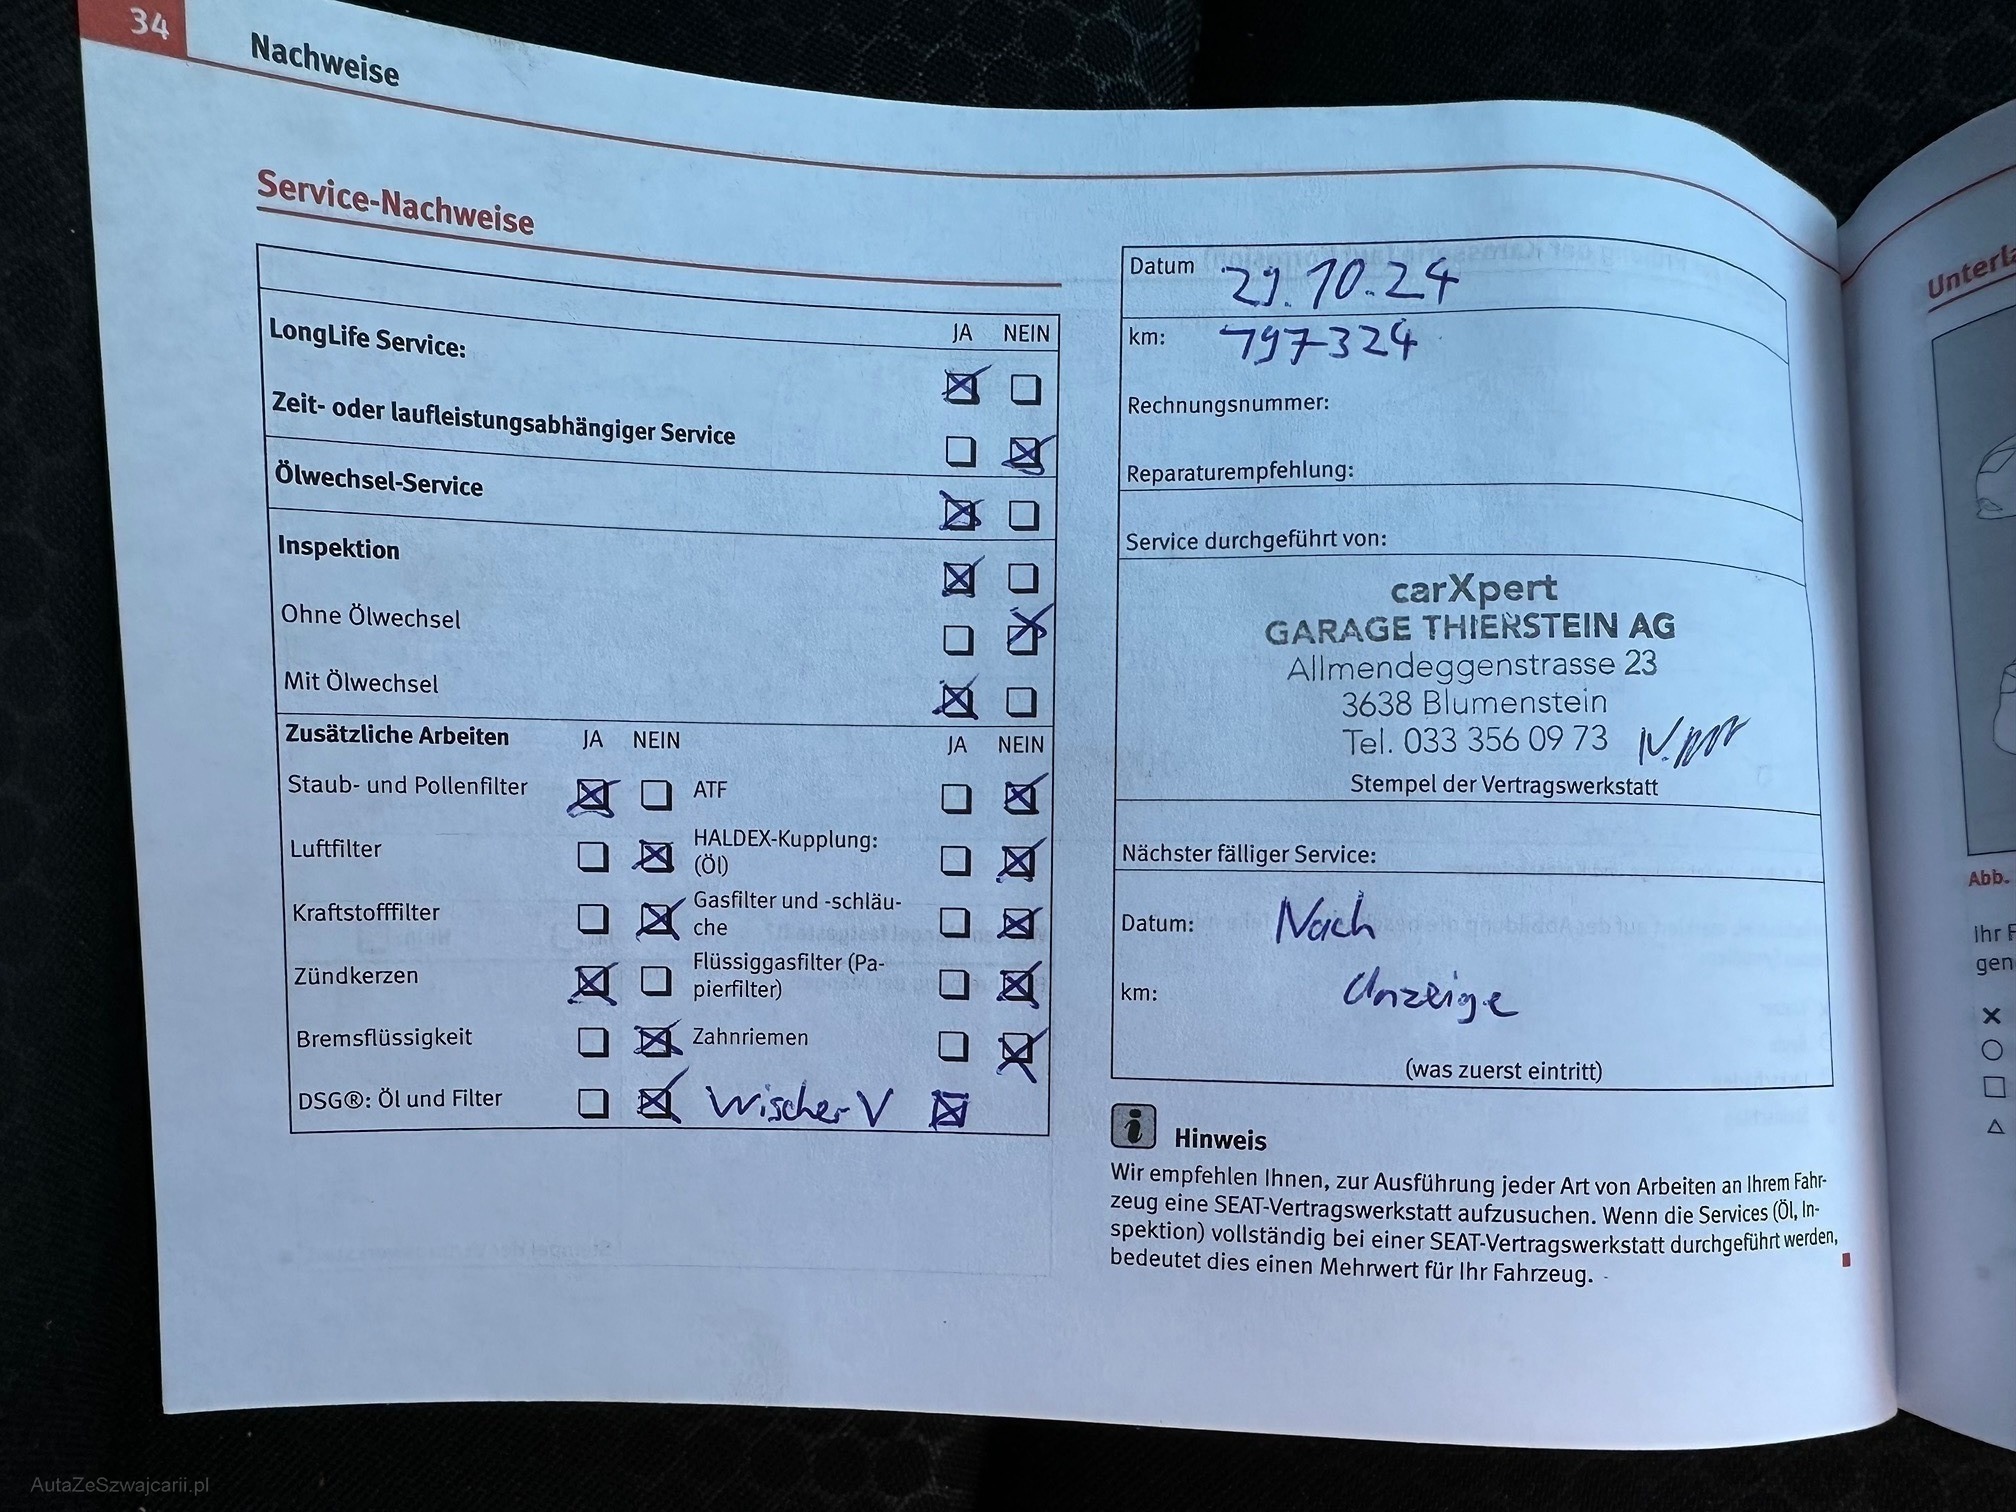 34
Nachweise
Service-Nachweise
JA NEIN
LongLife Service:
Zeit- oder laufleistungsabhängiger Service
Ölwechsel-Service
Inspektion
Ohne Ölwechsel
Mit Ölwechsel
Zusätzliche Arbeiten JA NEIN JA NEIN
Staub- und Pollenfilter ATF
Luftfilter HALDEX-Kupplung:
(Öl)
Kraftstofffilter Gasfilter und -schläu-
che
Zündkerzen Flüssiggasfilter (Pa-
pierfilter)
Bremsflüssigkeit Zahnriemen
DSG®: Öl und Filter Wischer V
Datum 29.10.24
km: 197324
Rechnungsnummer:
Reparaturempfehlung:
Service durchgeführt von:
carXpert
GARAGE THIERSTEIN AG
Allmendeggenstrasse 23
3638 Blumenstein
Tel. 033 356 09 73
Stempel der Vertragswerkstatt
Nächster fälliger Service:
Datum: Nach
km: Anzeige
(was zuerst eintritt)
Hinweis
Wir empfehlen Ihnen, zur Ausführung jeder Art von Arbeiten an Ihrem Fahr-
zeug eine SEAT-Vertragswerkstatt aufzusuchen. Wenn die Services (Öl, In-
spektion) vollständig bei einer SEAT-Vertragswerkstatt durchgeführt werden,
bedeutet dies einen Mehrwert für Ihr Fahrzeug.
Abb.
Ihr F
gen
AutaZeSzwajcarii.pl